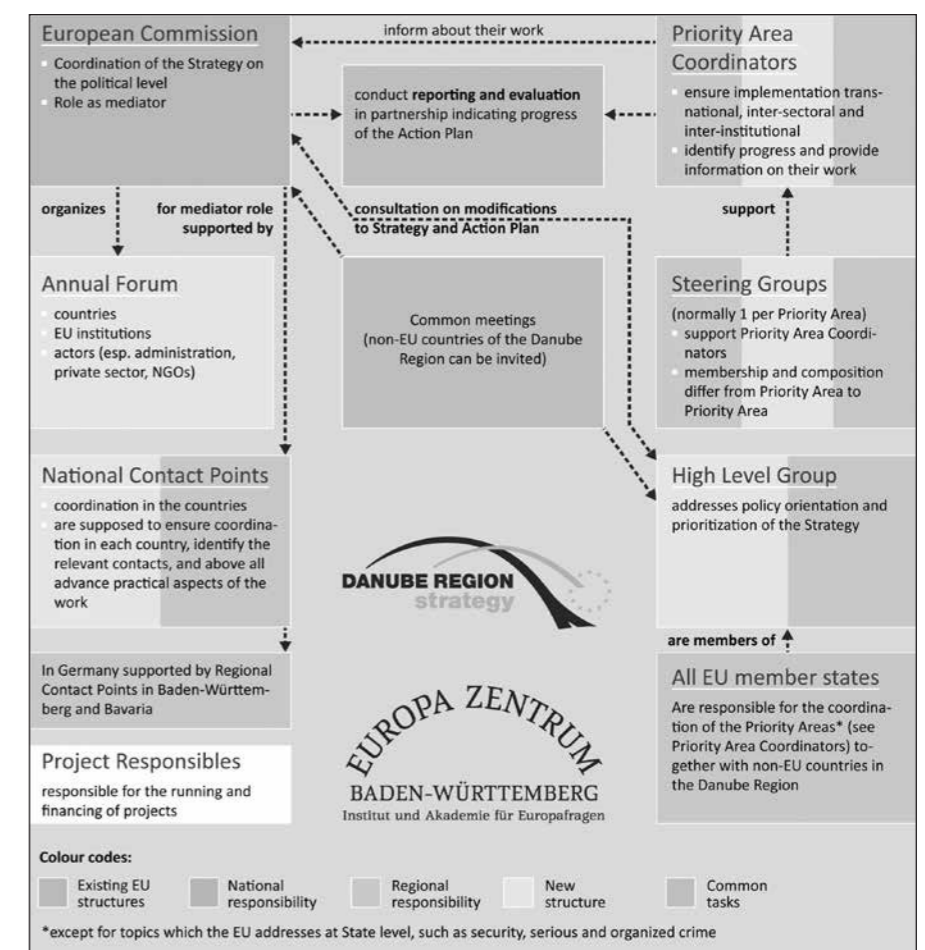 European Commission
Coordination of the Strategy on
the political level
Role as mediator
inform about their work
Priority Area
Coordinators
ensure implementation trans-
national, inter-sectoral and
inter-institutional
identify progress and provide
information on their work
conduct reporting and evaluation
in partnership indicating progress
of the Action Plan
organizes
for mediator role
supported by
consultation on modifications
to Strategy and Action Plan
support
Annual Forum
countries
EU institutions
actors (esp. administration,
private sector, NGOs)
Common meetings
(non-EU countries of the Danube
Region can be invited)
Steering Groups
(normally 1 per Priority Area)
support Priority Area Coordi-
nators
membership and composition
differ from Priority Area to
Priority Area
National Contact Points
coordination in the countries
are supposed to ensure coordina-
tion in each country, identify the
relevant contacts, and above all
advance practical aspects of the
work
High Level Group
addresses policy orientation and
prioritization of the Strategy
DANUBE REGION
strategy
are members of
In Germany supported by Regional
Contact Points in Baden-Württem-
berg and Bavaria
All EU member states
Are responsible for the coordina-
tion of the Priority Areas* (see
Priority Area Coordinators) to-
gether with non-EU countries in
the Danube Region
EUROPA ZENTRUM
BADEN-WÜRTTEMBERG
Institut und Akademie für Europafragen
Project Responsibles
responsible for the running and
financing of projects
Colour codes:
Existing EU
structures
National
responsibility
Regional
responsibility
New
structure
Common
tasks
*except for topics which the EU addresses at State level, such as security, serious and organized crime